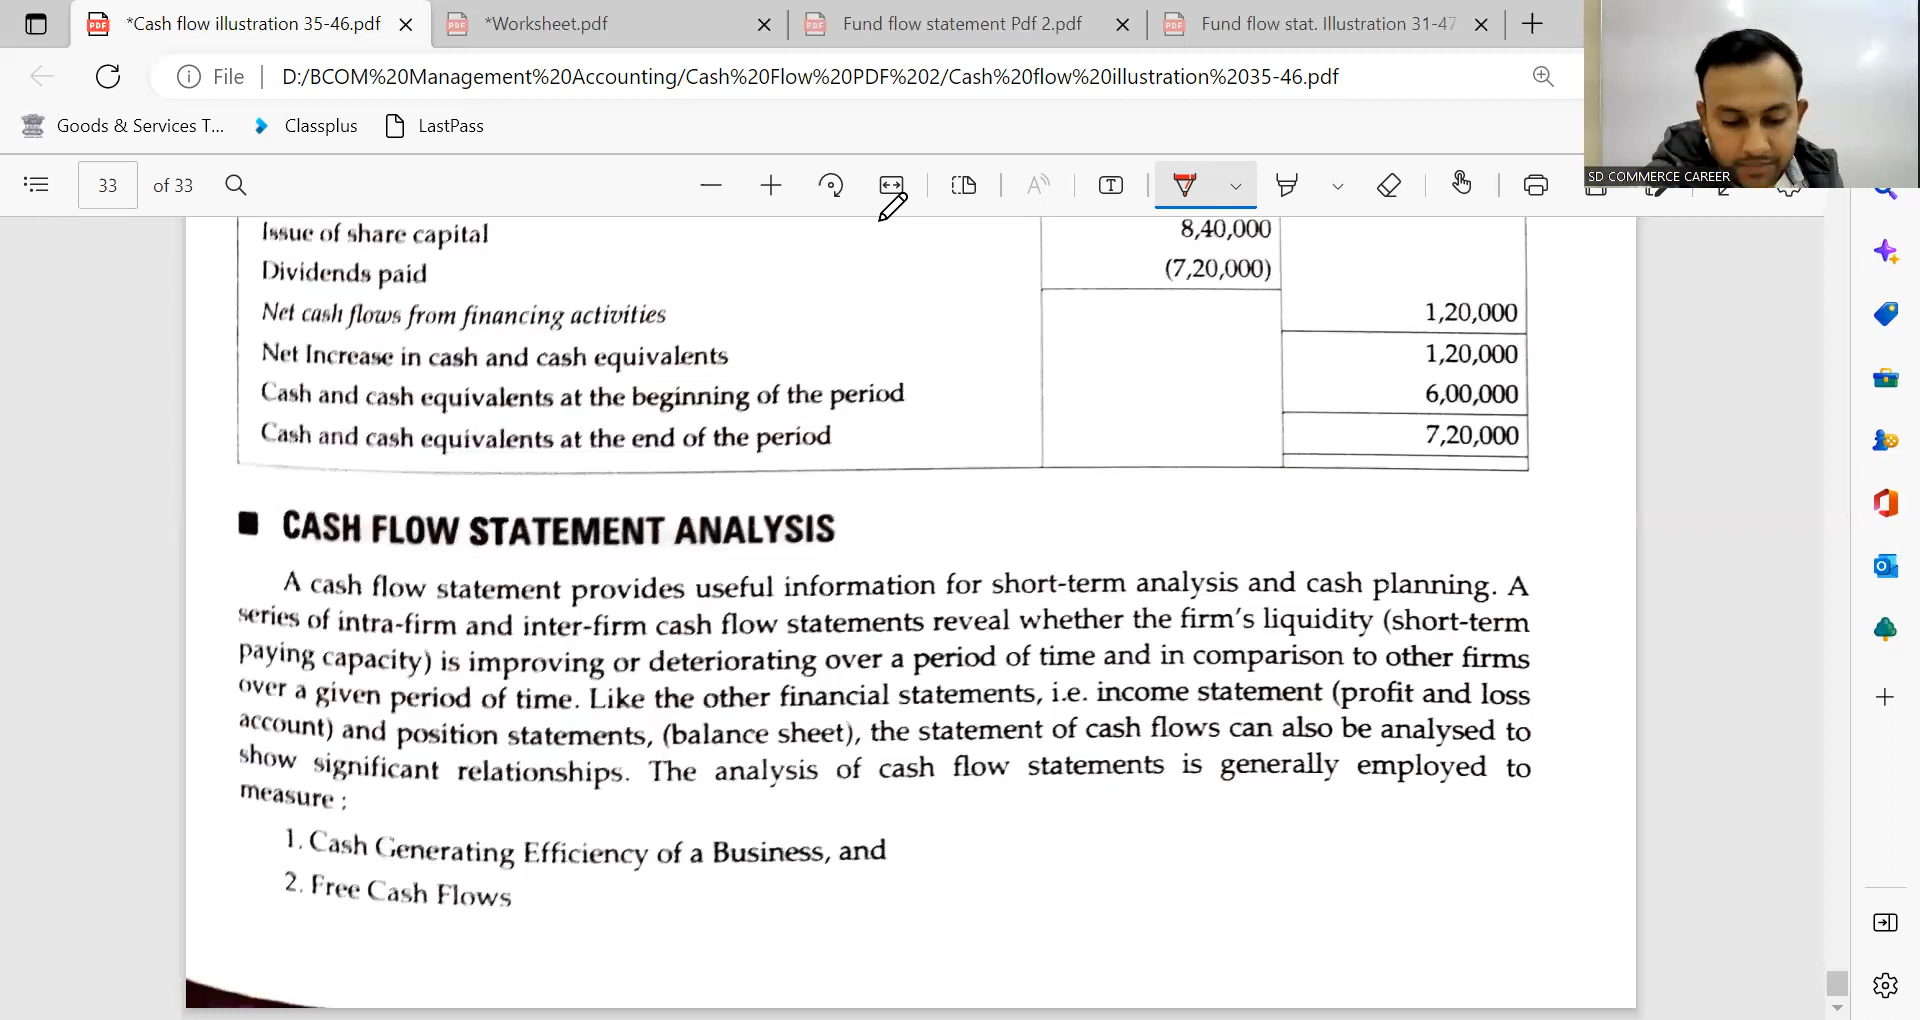 *Cash flow illustration 35-46.pdf
*Worksheet.pdf
Fund flow statement Pdf 2.pdf
Fund flow stat. Illustration 31-47
File
D:/BCOM%20Management%20Accounting/Cash%20Flow%20PDF%202/Cash%20flow%20illustration%2035-46.pdf
Goods & Services T...
Classplus
LastPass
33 of 33
SD COMMERCE CAREER
Issue of share capital 8,40,000
Dividends paid (7,20,000)
Net cash flows from financing activities 1,20,000
Net Increase in cash and cash equivalents 1,20,000
Cash and cash equivalents at the beginning of the period 6,00,000
Cash and cash equivalents at the end of the period 7,20,000
CASH FLOW STATEMENT ANALYSIS
A cash flow statement provides useful information for short-term analysis and cash planning. A
series of intra-firm and inter-firm cash flow statements reveal whether the firm's liquidity (short-term
paying capacity) is improving or deteriorating over a period of time and in comparison to other firms
over a given period of time. Like the other financial statements, i.e. income statement (profit and loss
account) and position statements, (balance sheet), the statement of cash flows can also be analysed to
show significant relationships. The analysis of cash flow statements is generally employed to
measure :
1. Cash Generating Efficiency of a Business, and
2. Free Cash Flows